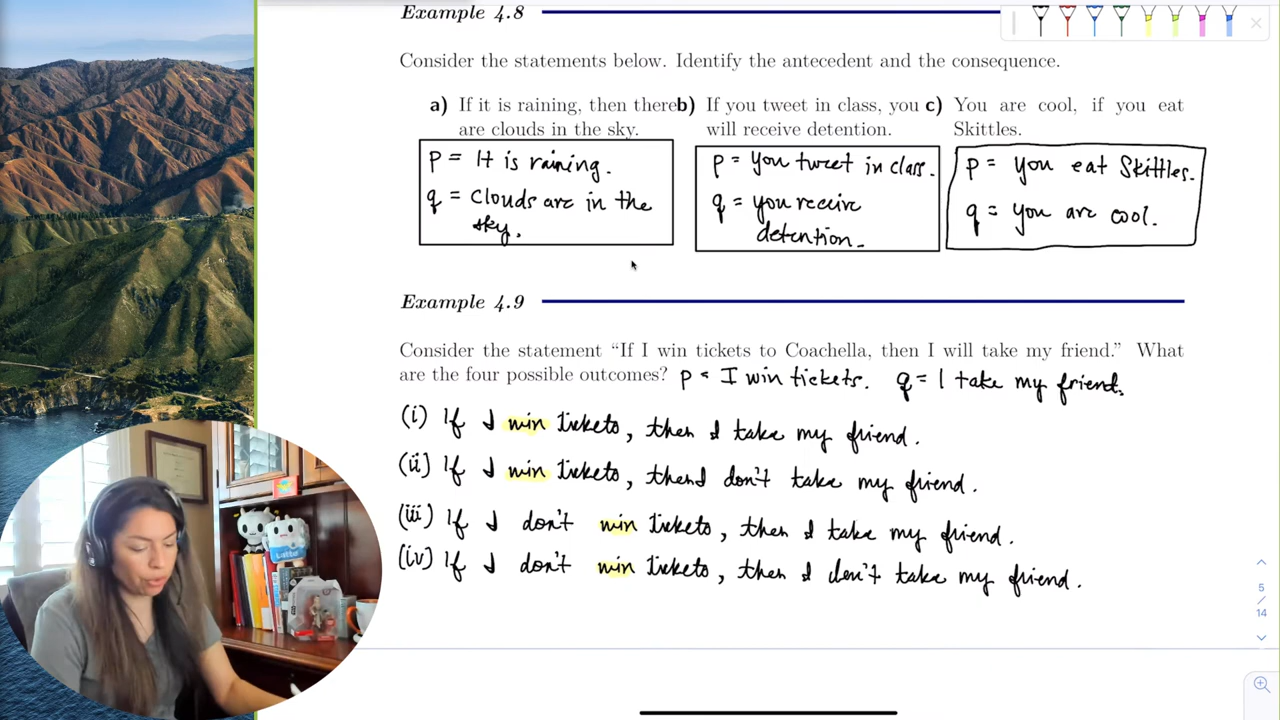 Example 4.8
Consider the statements below. Identify the antecedent and the consequence.
a) If it is raining, then there
are clouds in the sky.
p = It is raining.
q = Clouds are in the
sky.
b) If you tweet in class, you
will receive detention.
p = you tweet in class.
q = you receive
detention.
c) You are cool, if you eat
Skittles.
p = you eat Skittles.
q = you are cool.
Example 4.9
Consider the statement “If I win tickets to Coachella, then I will take my friend.” What
are the four possible outcomes? p = I win tickets. q = I take my friend.
(i) If I win tickets, then I take my friend.
(ii) If I win tickets, then I don't take my friend.
(iii) If I don't win tickets, then I take my friend.
(iv) If I don't win tickets, then I don't take my friend.
5
/
14